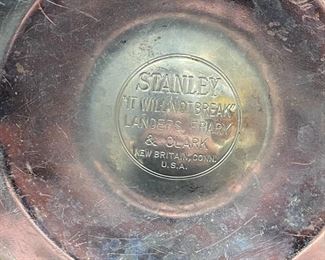 STANLEY
"IT WILL NOT BREAK"
LANDERS, FRARY
& CLARK
NEW BRITAIN, CONN.
U.S.A.